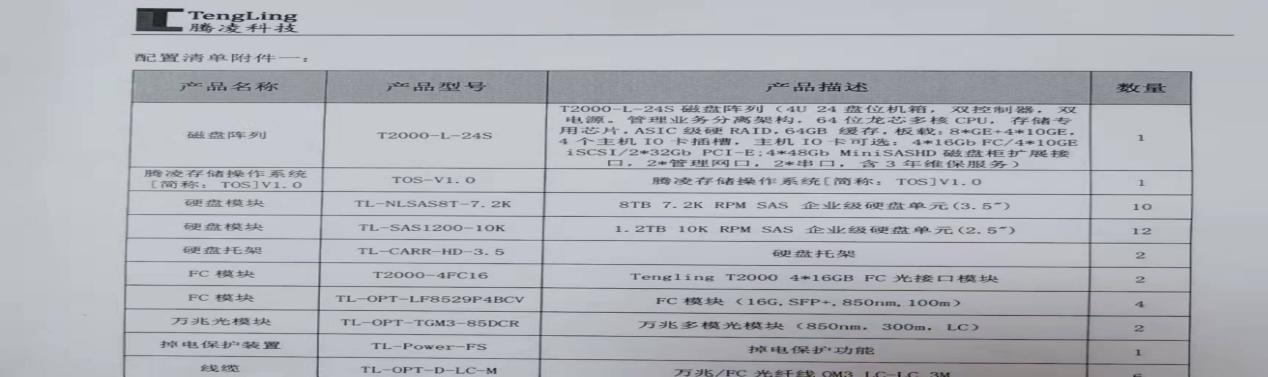 TengLing
腾凌科技
配置清单附件一:
产品名称 产品型号 产品描述 数量
磁盘阵列 T2000-L-24S T2000-L-24S 磁盘阵列（4U 24 盘位机箱，双控制器，双
电源。管理业务分离架构，64 位龙芯多核 CPU，存储专
用芯片，ASIC 级硬 RAID，64GB 缓存，板载：8*GE+4*10GE，
4 个主机 IO 卡插槽，主机 IO 卡可选：4*16Gb FC/4*10GE
iSCSI/2*32Gb PCI-E;4*48Gb MiniSASHD 磁盘柜扩展接
口，2*管理网口，2*串口，含 3 年维保服务） 1
腾凌存储操作系统
[简称：TOS]V1.0 TOS-V1.0 腾凌存储操作系统[简称：TOS]V1.0 1
硬盘模块 TL-NLSAS8T-7.2K 8TB 7.2K RPM SAS 企业级硬盘单元(3.5") 10
硬盘模块 TL-SAS1200-10K 1.2TB 10K RPM SAS 企业级硬盘单元(2.5") 12
硬盘托架 TL-CARR-HD-3.5 硬盘托架 2
FC 模块 T2000-4FC16 Tengling T2000 4*16GB FC 光接口模块 2
FC 模块 TL-OPT-LF8529P4BCV FC 模块（16G,SFP+,850nm,100m） 4
万兆光模块 TL-OPT-TGM3-85DCR 万兆多模光模块（850nm，300m，LC） 2
掉电保护装置 TL-Power-FS 掉电保护功能 1
线缆 TL-OPT-D-LC-M 万兆/FC 光纤线 OM3 LC-LC 3M 6